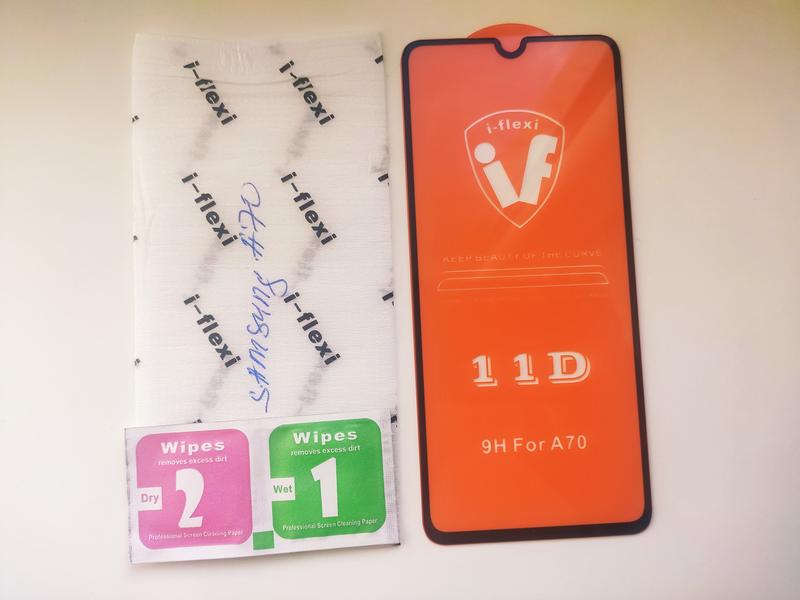 i-flexi
i-flexi
i-flexi
i-flexi
i-flexi
i-flexi
SAMSUNG A70
Wipes
removes excess dirt
Dry
2
Professional Screen Cleaning Paper
Wipes
removes excess dirt
Wet
1
Professional Screen Cleaning Paper
i-flexi
if
KEEP BEAUTY OF THE CURVE
11D
9H For A70